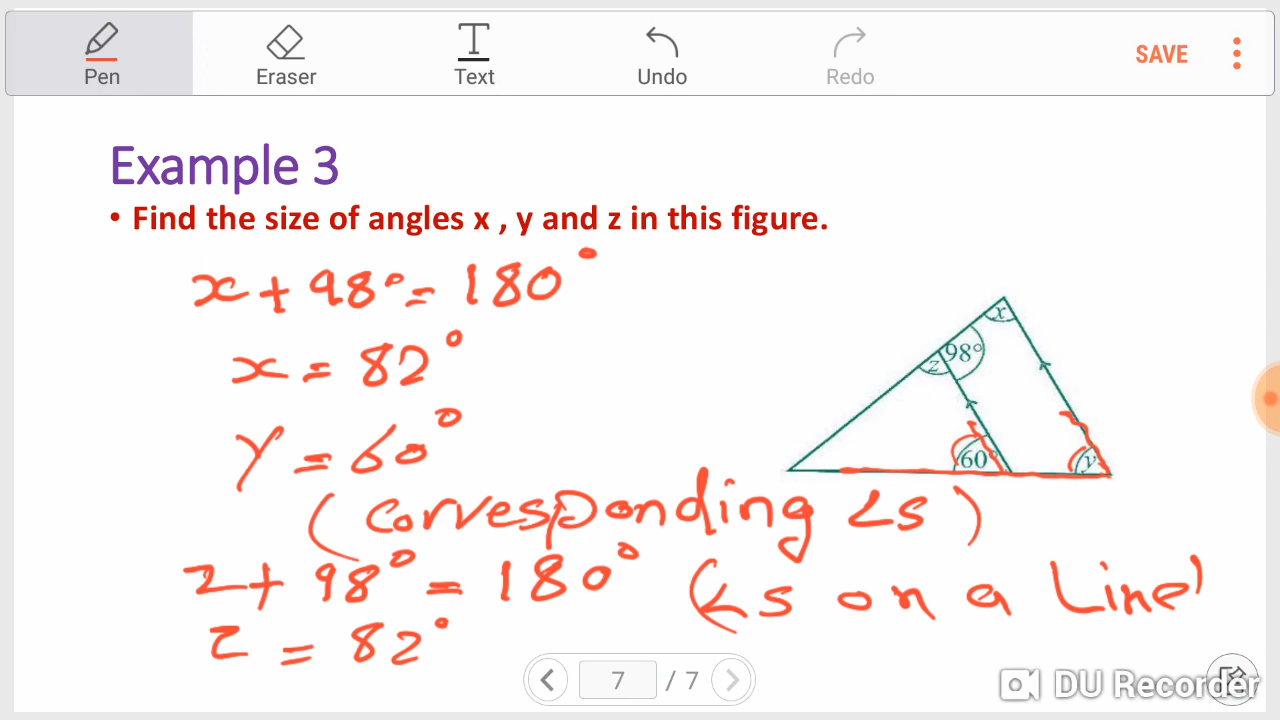 Pen
Eraser
Text
Undo
Redo
SAVE
Example 3
• Find the size of angles x , y and z in this figure.
x + 98° = 180°
x = 82°
y = 60°
(corresponding ∠s)
z + 98° = 180° (∠s on a Line)
z = 82°
x
98°
z
60°
y
7 / 7
DU Recorder